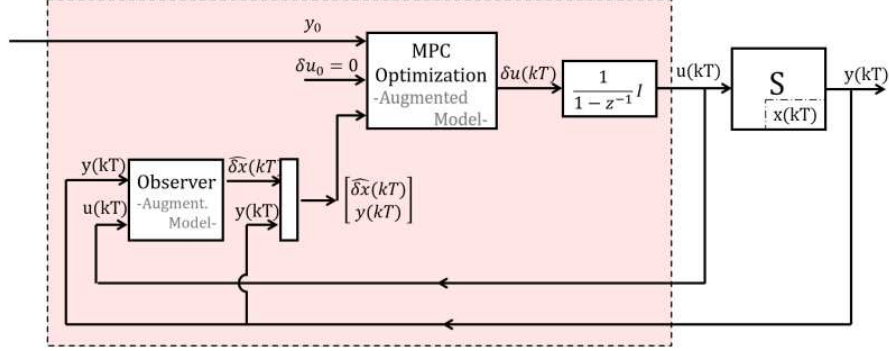 y₀
δu₀ = 0
MPC
Optimization
-Augmented
Model-
δu(kT)
1
1 − z⁻¹ I
u(kT)
S
x(kT)
y(kT)
y(kT)
u(kT)
Observer
-Augment.
Model-
δx̂(kT
y(kT)
[δx̂(kT)
y(kT)]